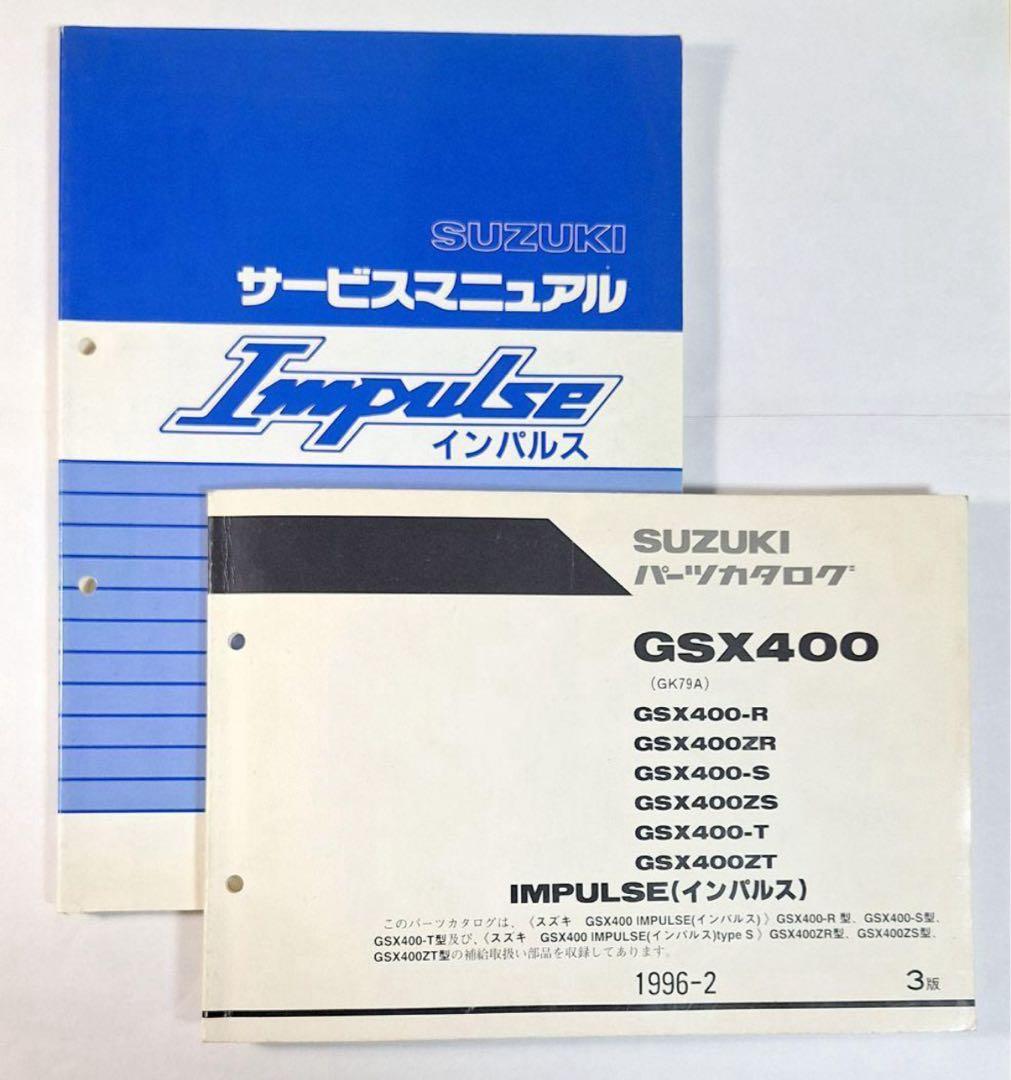 SUZUKI
サービスマニュアル
Impulse
インパルス
SUZUKI
パーツカタログ
GSX400
(GK79A)
GSX400-R
GSX400ZR
GSX400-S
GSX400ZS
GSX400-T
GSX400ZT
IMPULSE(インパルス)
このパーツカタログは、〈スズキ　GSX400 IMPULSE(インパルス)〉GSX400-R型、GSX400-S型、
GSX400-T型及び、〈スズキ　GSX400 IMPULSE(インパルス)type S〉GSX400ZR型、GSX400ZS型、
GSX400ZT型の補給取扱い部品を収録してあります。
1996-2
3版